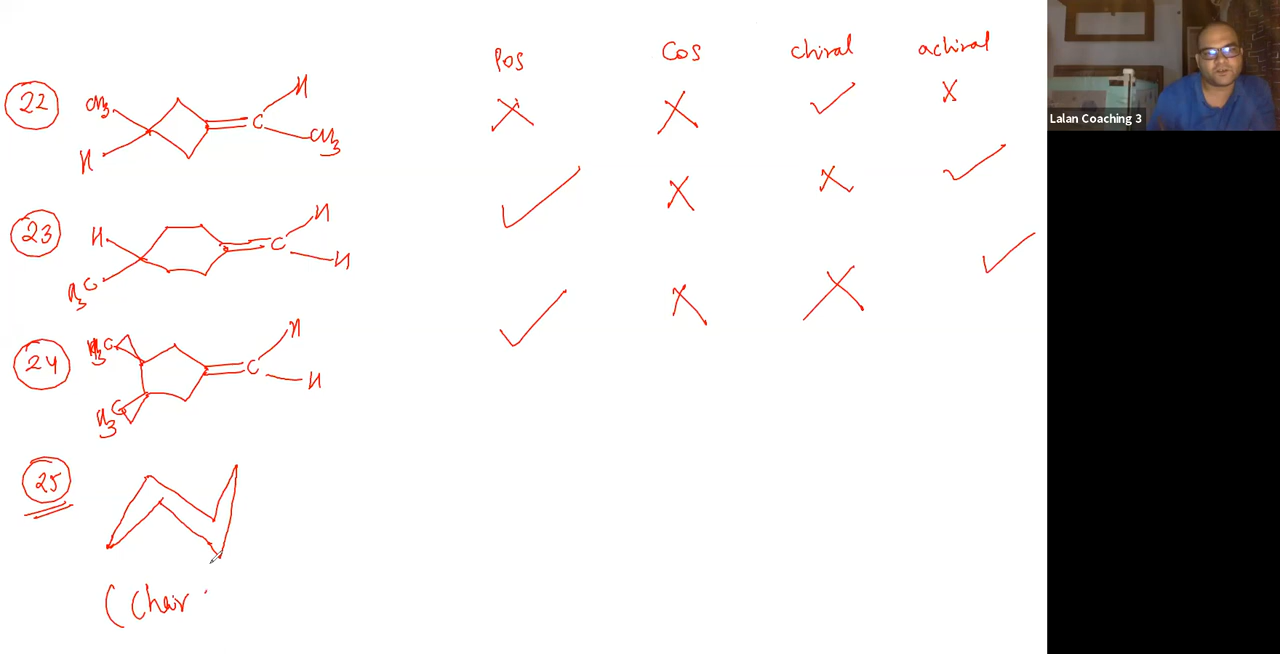 Pos Cos chiral achiral
22 CH3 H C H CH3 X X ✓ X
23 H H3C C H H ✓ X X ✓
24 H3C H3C C H H ✓ X X ✓
25
(Chair
Lalan Coaching 3